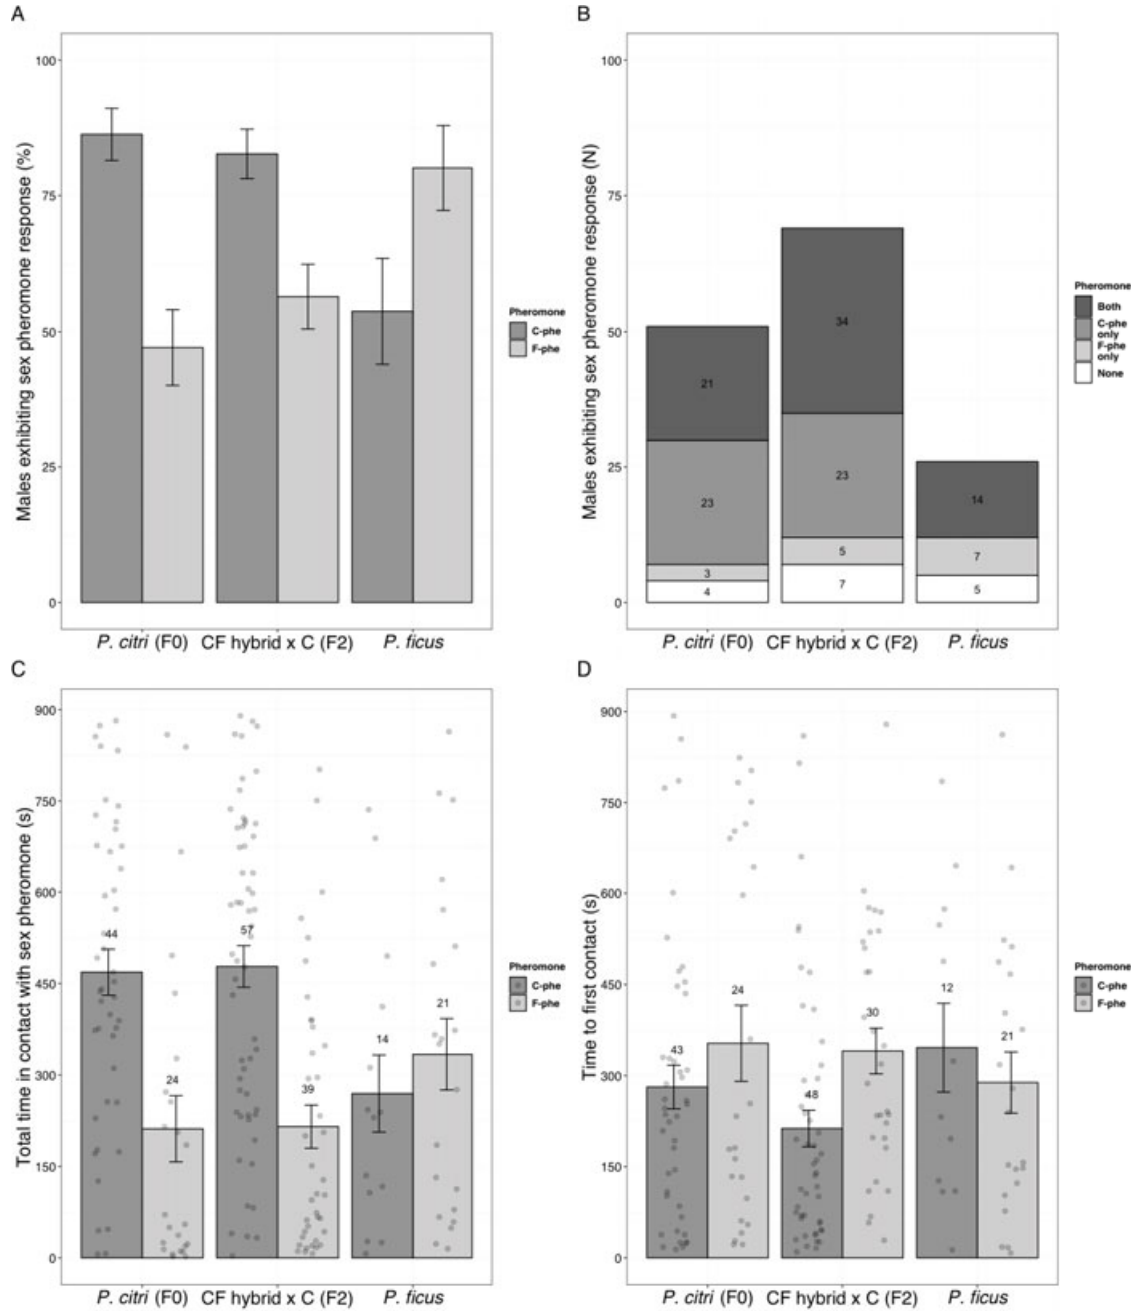 A
Males exhibiting sex pheromone response (%)
100
75
50
25
0
P. citri (F0) CF hybrid x C (F2) P. ficus
Pheromone
C-phe
F-phe
B
Males exhibiting sex pheromone response (N)
100
75
50
25
0
21
23
3
4
34
23
5
7
14
7
5
P. citri (F0) CF hybrid x C (F2) P. ficus
Pheromone
Both
C-phe
only
F-phe
only
None
C
Total time in contact with sex pheromone (s)
900
750
600
450
300
150
0
44
24
57
39
14
21
P. citri (F0) CF hybrid x C (F2) P. ficus
Pheromone
C-phe
F-phe
D
Time to first contact (s)
900
750
600
450
300
150
0
43
24
48
30
12
21
P. citri (F0) CF hybrid x C (F2) P. ficus
Pheromone
C-phe
F-phe